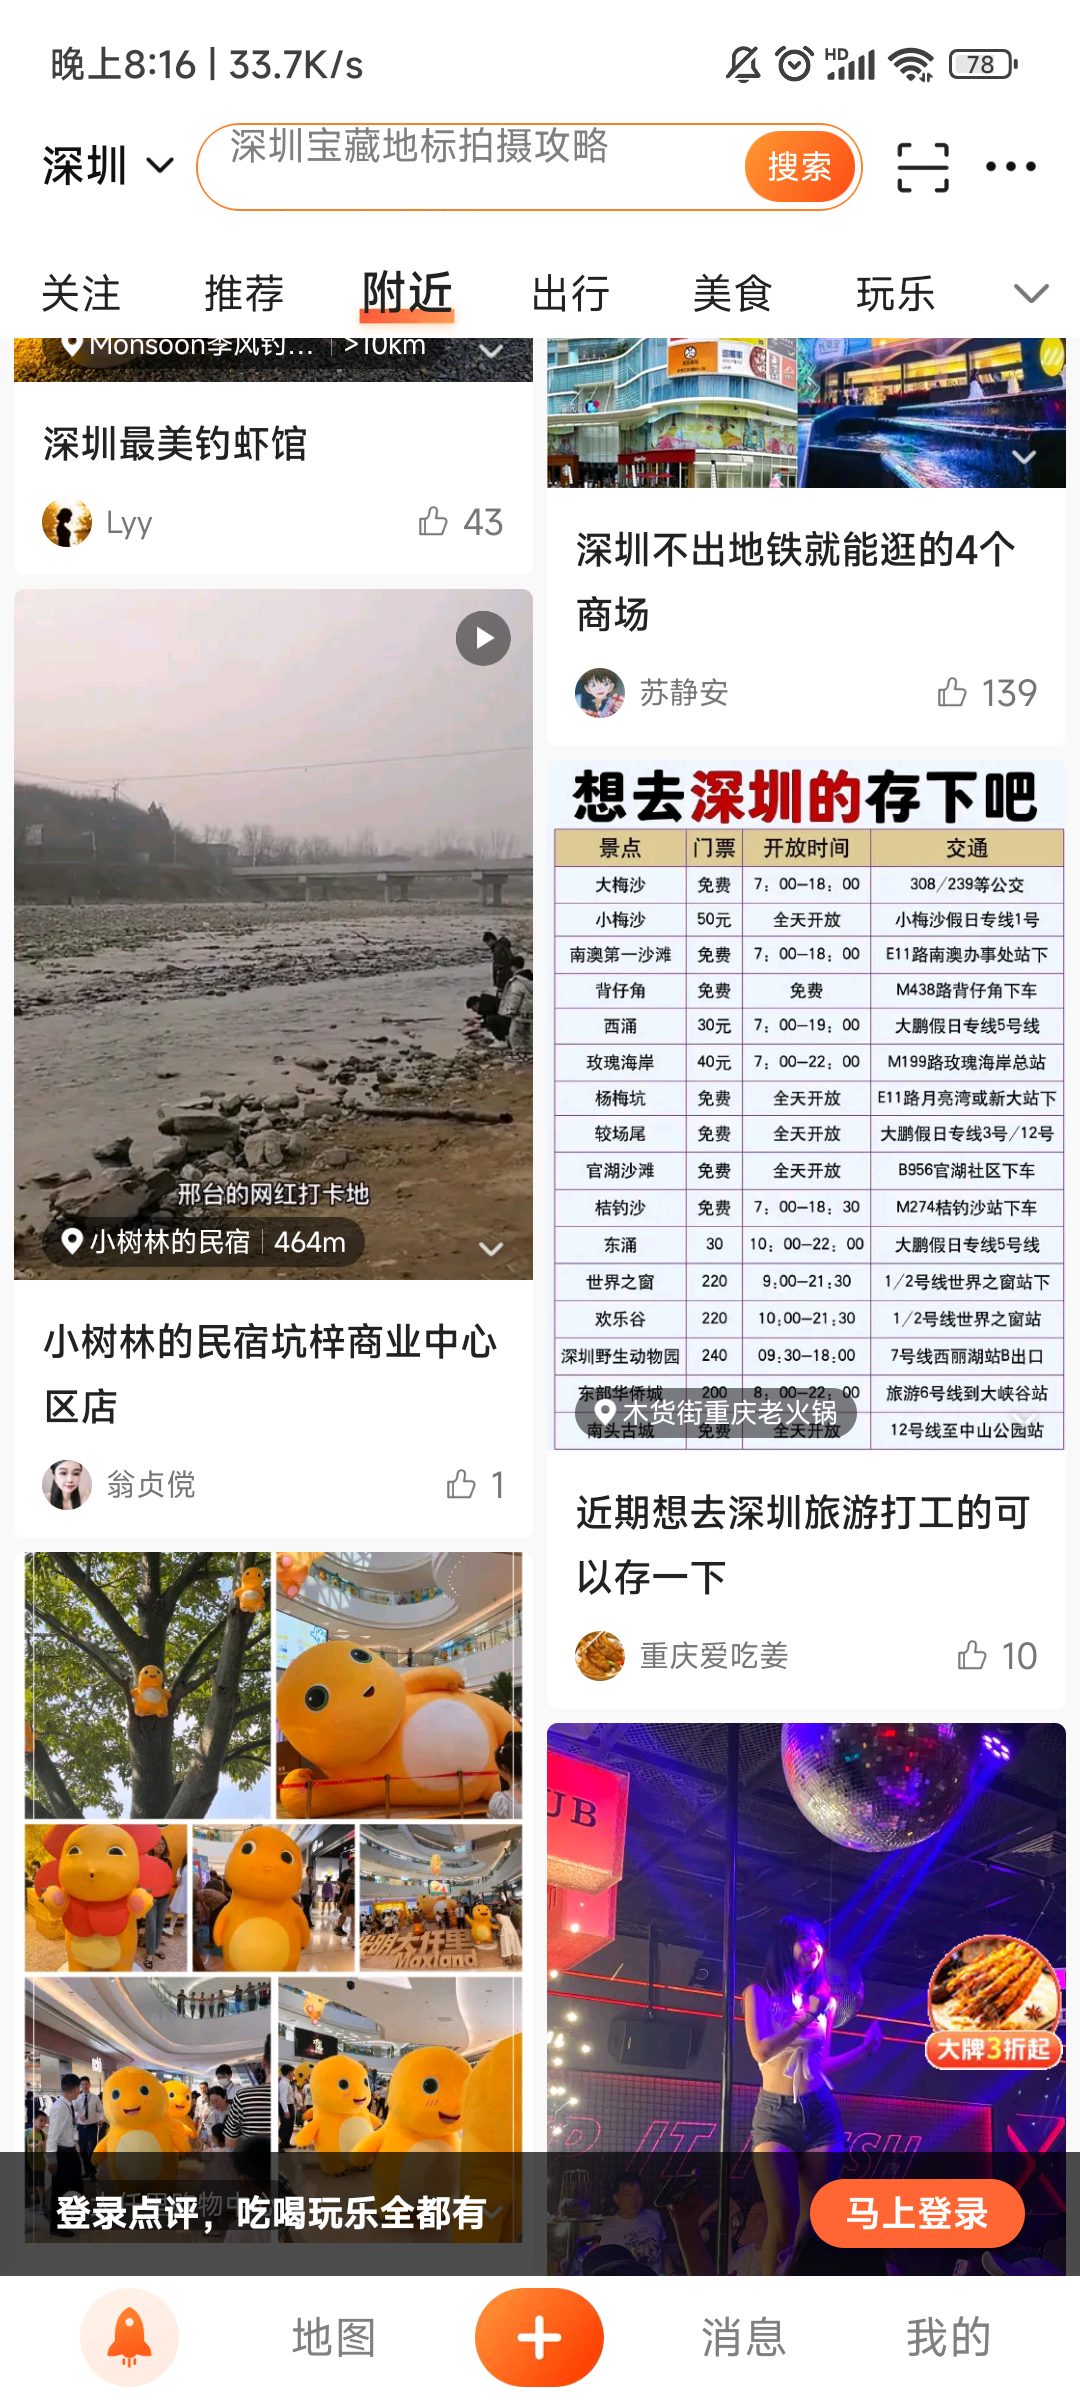 晚上8:16 | 33.7K/s
HD
78
深圳
深圳宝藏地标拍摄攻略
搜索
关注
推荐
附近
出行
美食
玩乐
Monsoon季风钓... | >10km
深圳最美钓虾馆
Lyy
43
邢台的网红打卡地
小树林的民宿 | 464m
小树林的民宿坑梓商业中心
区店
翁贞傥
1
光明大仟里
Maxland
深圳不出地铁就能逛的4个
商场
苏静安
139
想去深圳的存下吧
景点 门票 开放时间 交通
大梅沙 免费 7：00—18：00 308/239等公交
小梅沙 50元 全天开放 小梅沙假日专线1号
南澳第一沙滩 免费 7：00—18：00 E11路南澳办事处站下
背仔角 免费 免费 M438路背仔角下车
西涌 30元 7：00—19：00 大鹏假日专线5号线
玫瑰海岸 40元 7：00—22：00 M199路玫瑰海岸总站
杨梅坑 免费 全天开放 E11路月亮湾或新大站下
较场尾 免费 全天开放 大鹏假日专线3号/12号
官湖沙滩 免费 全天开放 B956官湖社区下车
桔钓沙 免费 7：00—18：30 M274桔钓沙站下车
东涌 30 10：00—22：00 大鹏假日专线5号线
世界之窗 220 9:00—21:30 1/2号线世界之窗站下
欢乐谷 220 10:00—21:30 1/2号线世界之窗站
深圳野生动物园 240 09:30—18:00 7号线西丽湖站B出口
东部华侨城 200 8：00—22：00 旅游6号线到大峡谷站
南头古城 免费 全天开放 12号线至中山公园站
木货街重庆老火锅
近期想去深圳旅游打工的可
以存一下
重庆爱吃姜
10
UB
大牌3折起
登录点评，吃喝玩乐全都有
马上登录
地图
消息
我的